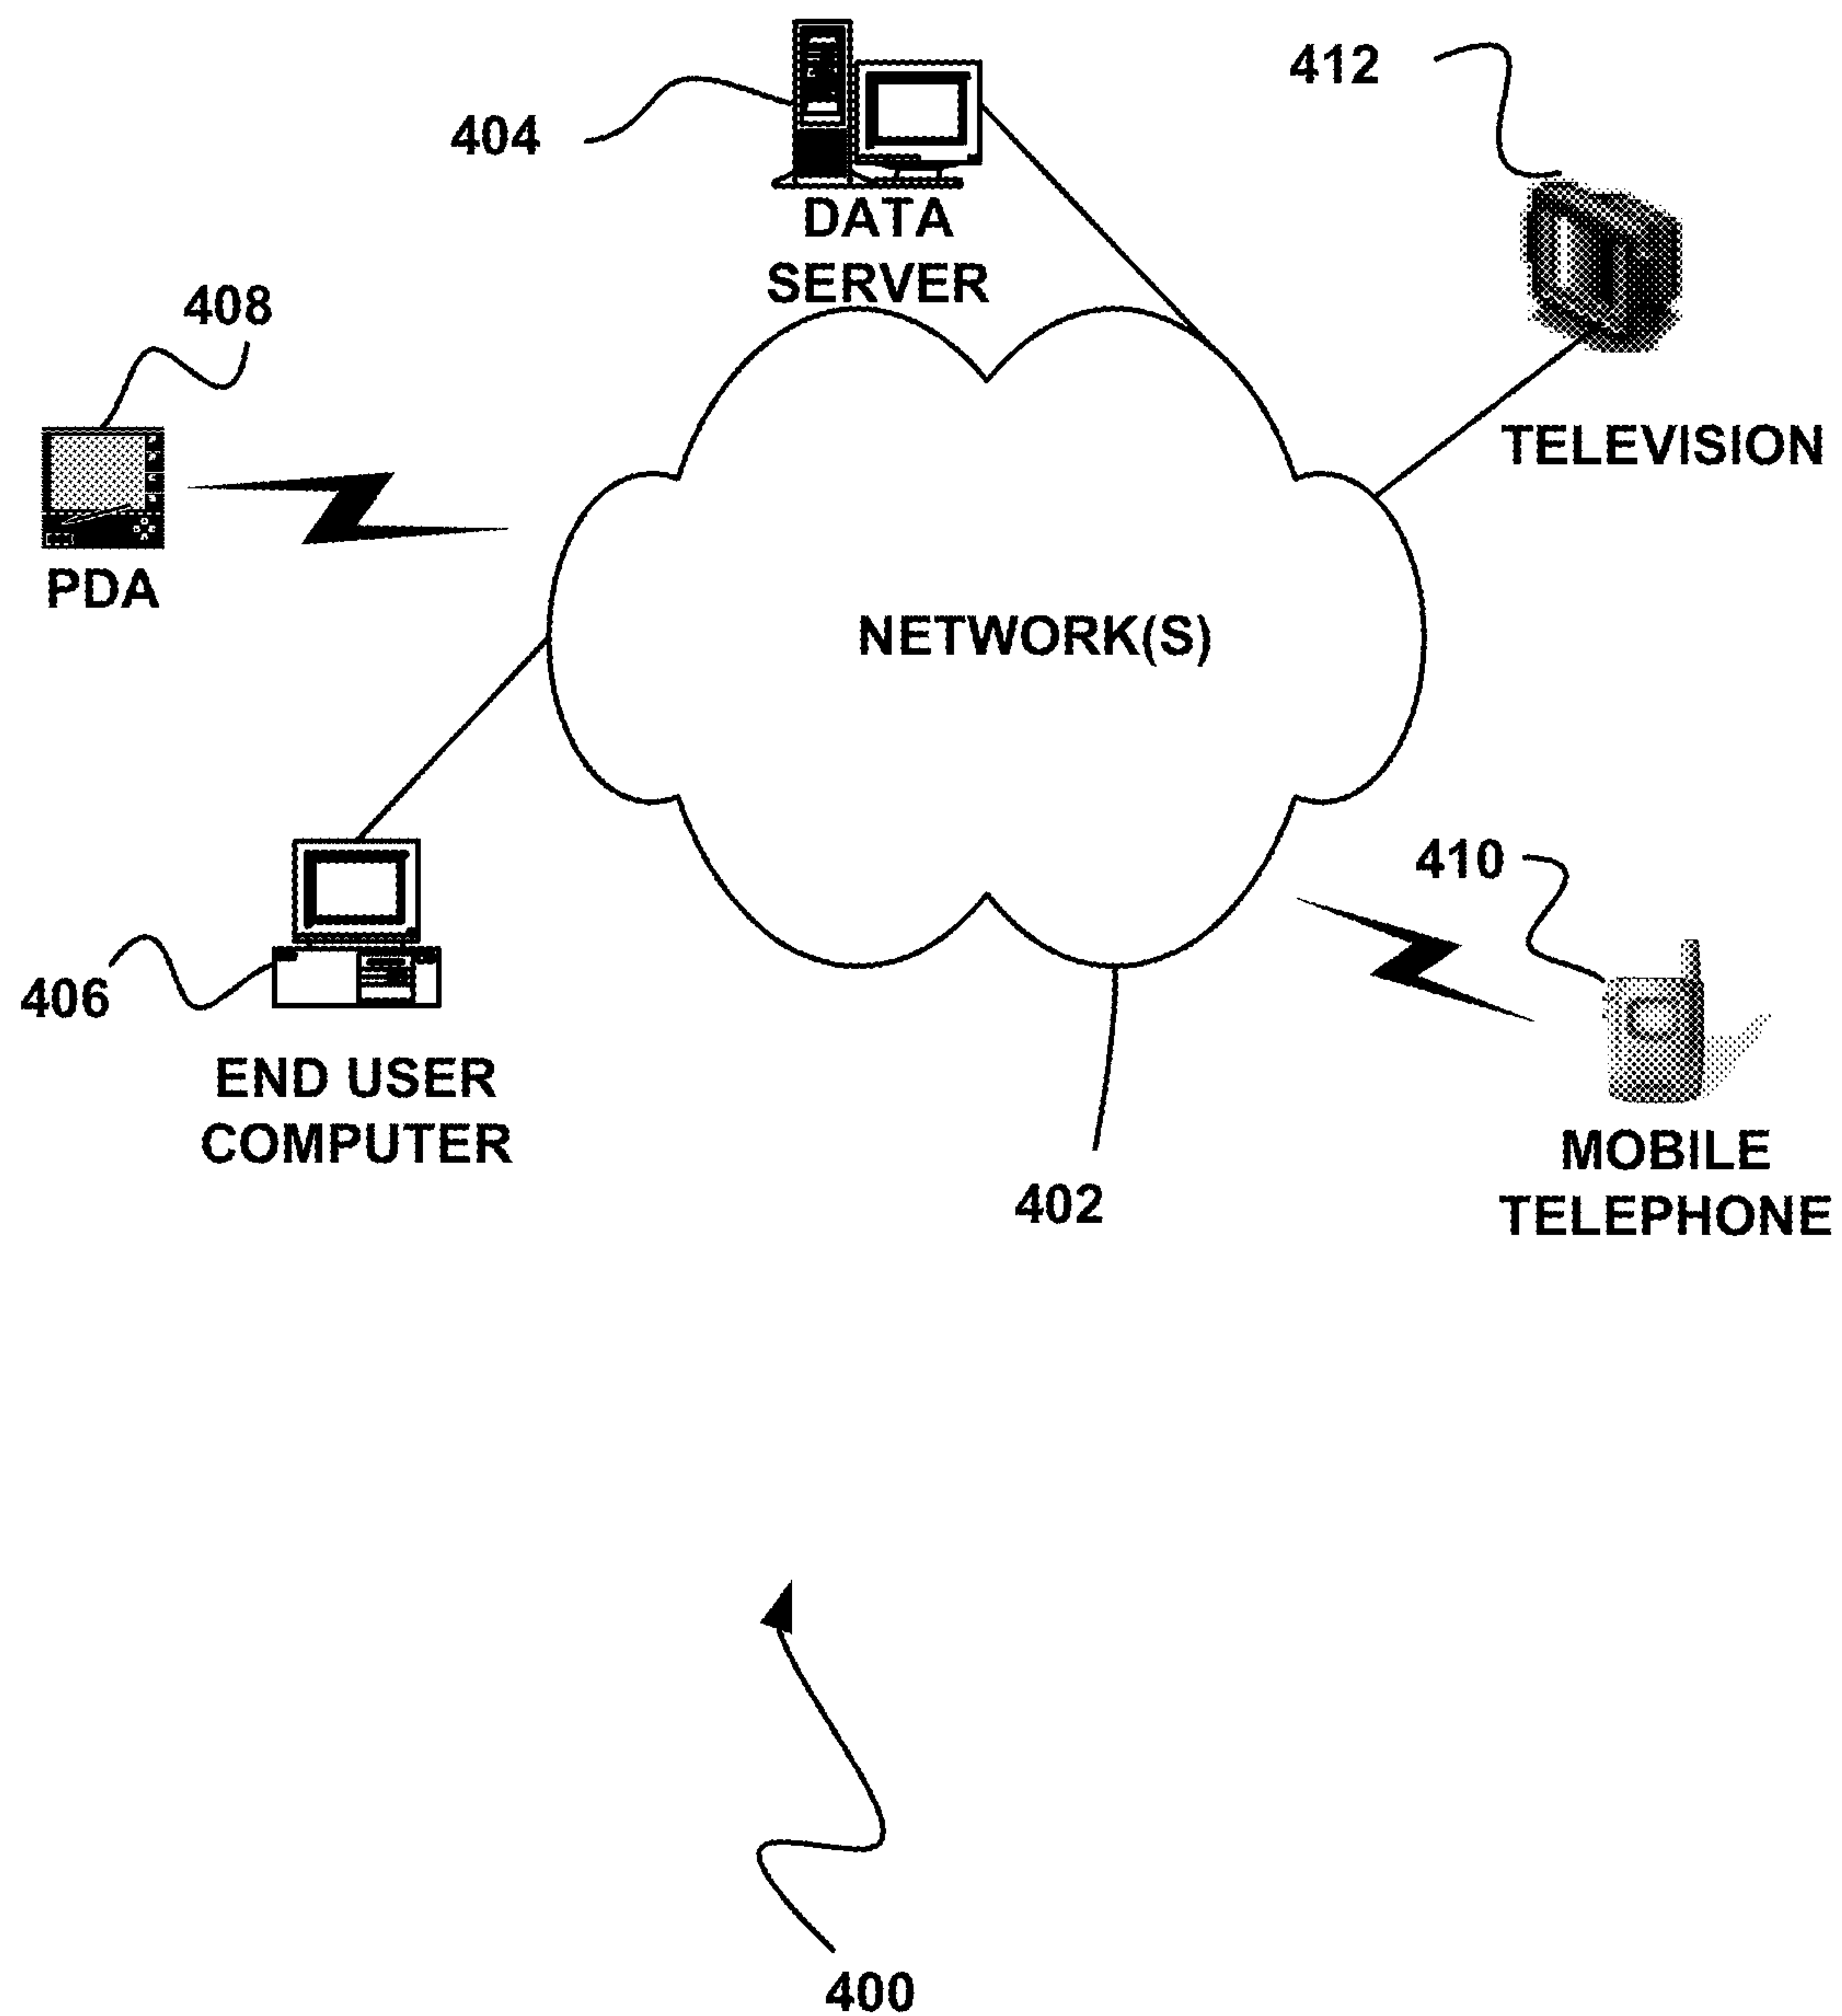 412
404
DATA
SERVER
408
TELEVISION
PDA
NETWORK(S)
410
406
END USER
COMPUTER
MOBILE
TELEPHONE
402
400